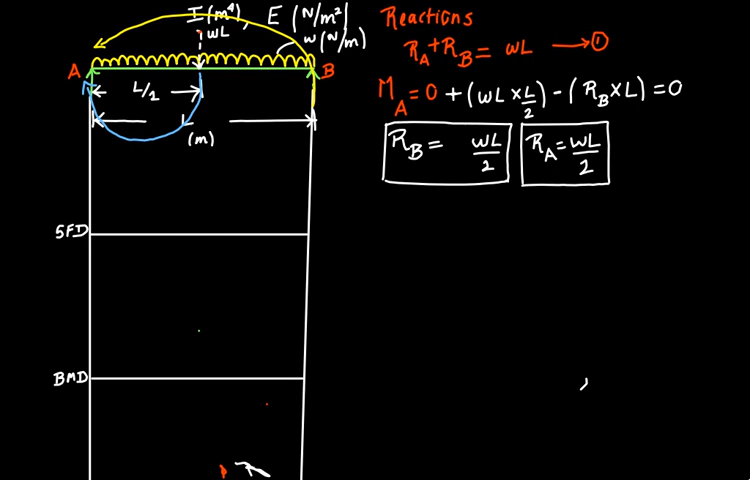 I (m⁴), E (N/m²)
wL
w (N/m)
A
B
L/2
L
(m)
SFD
BMD
Reactions
R_A + R_B = wL → ①
M_A = 0 + (wL × L/2) - (R_B × L) = 0
R_B = wL/2
R_A = wL/2